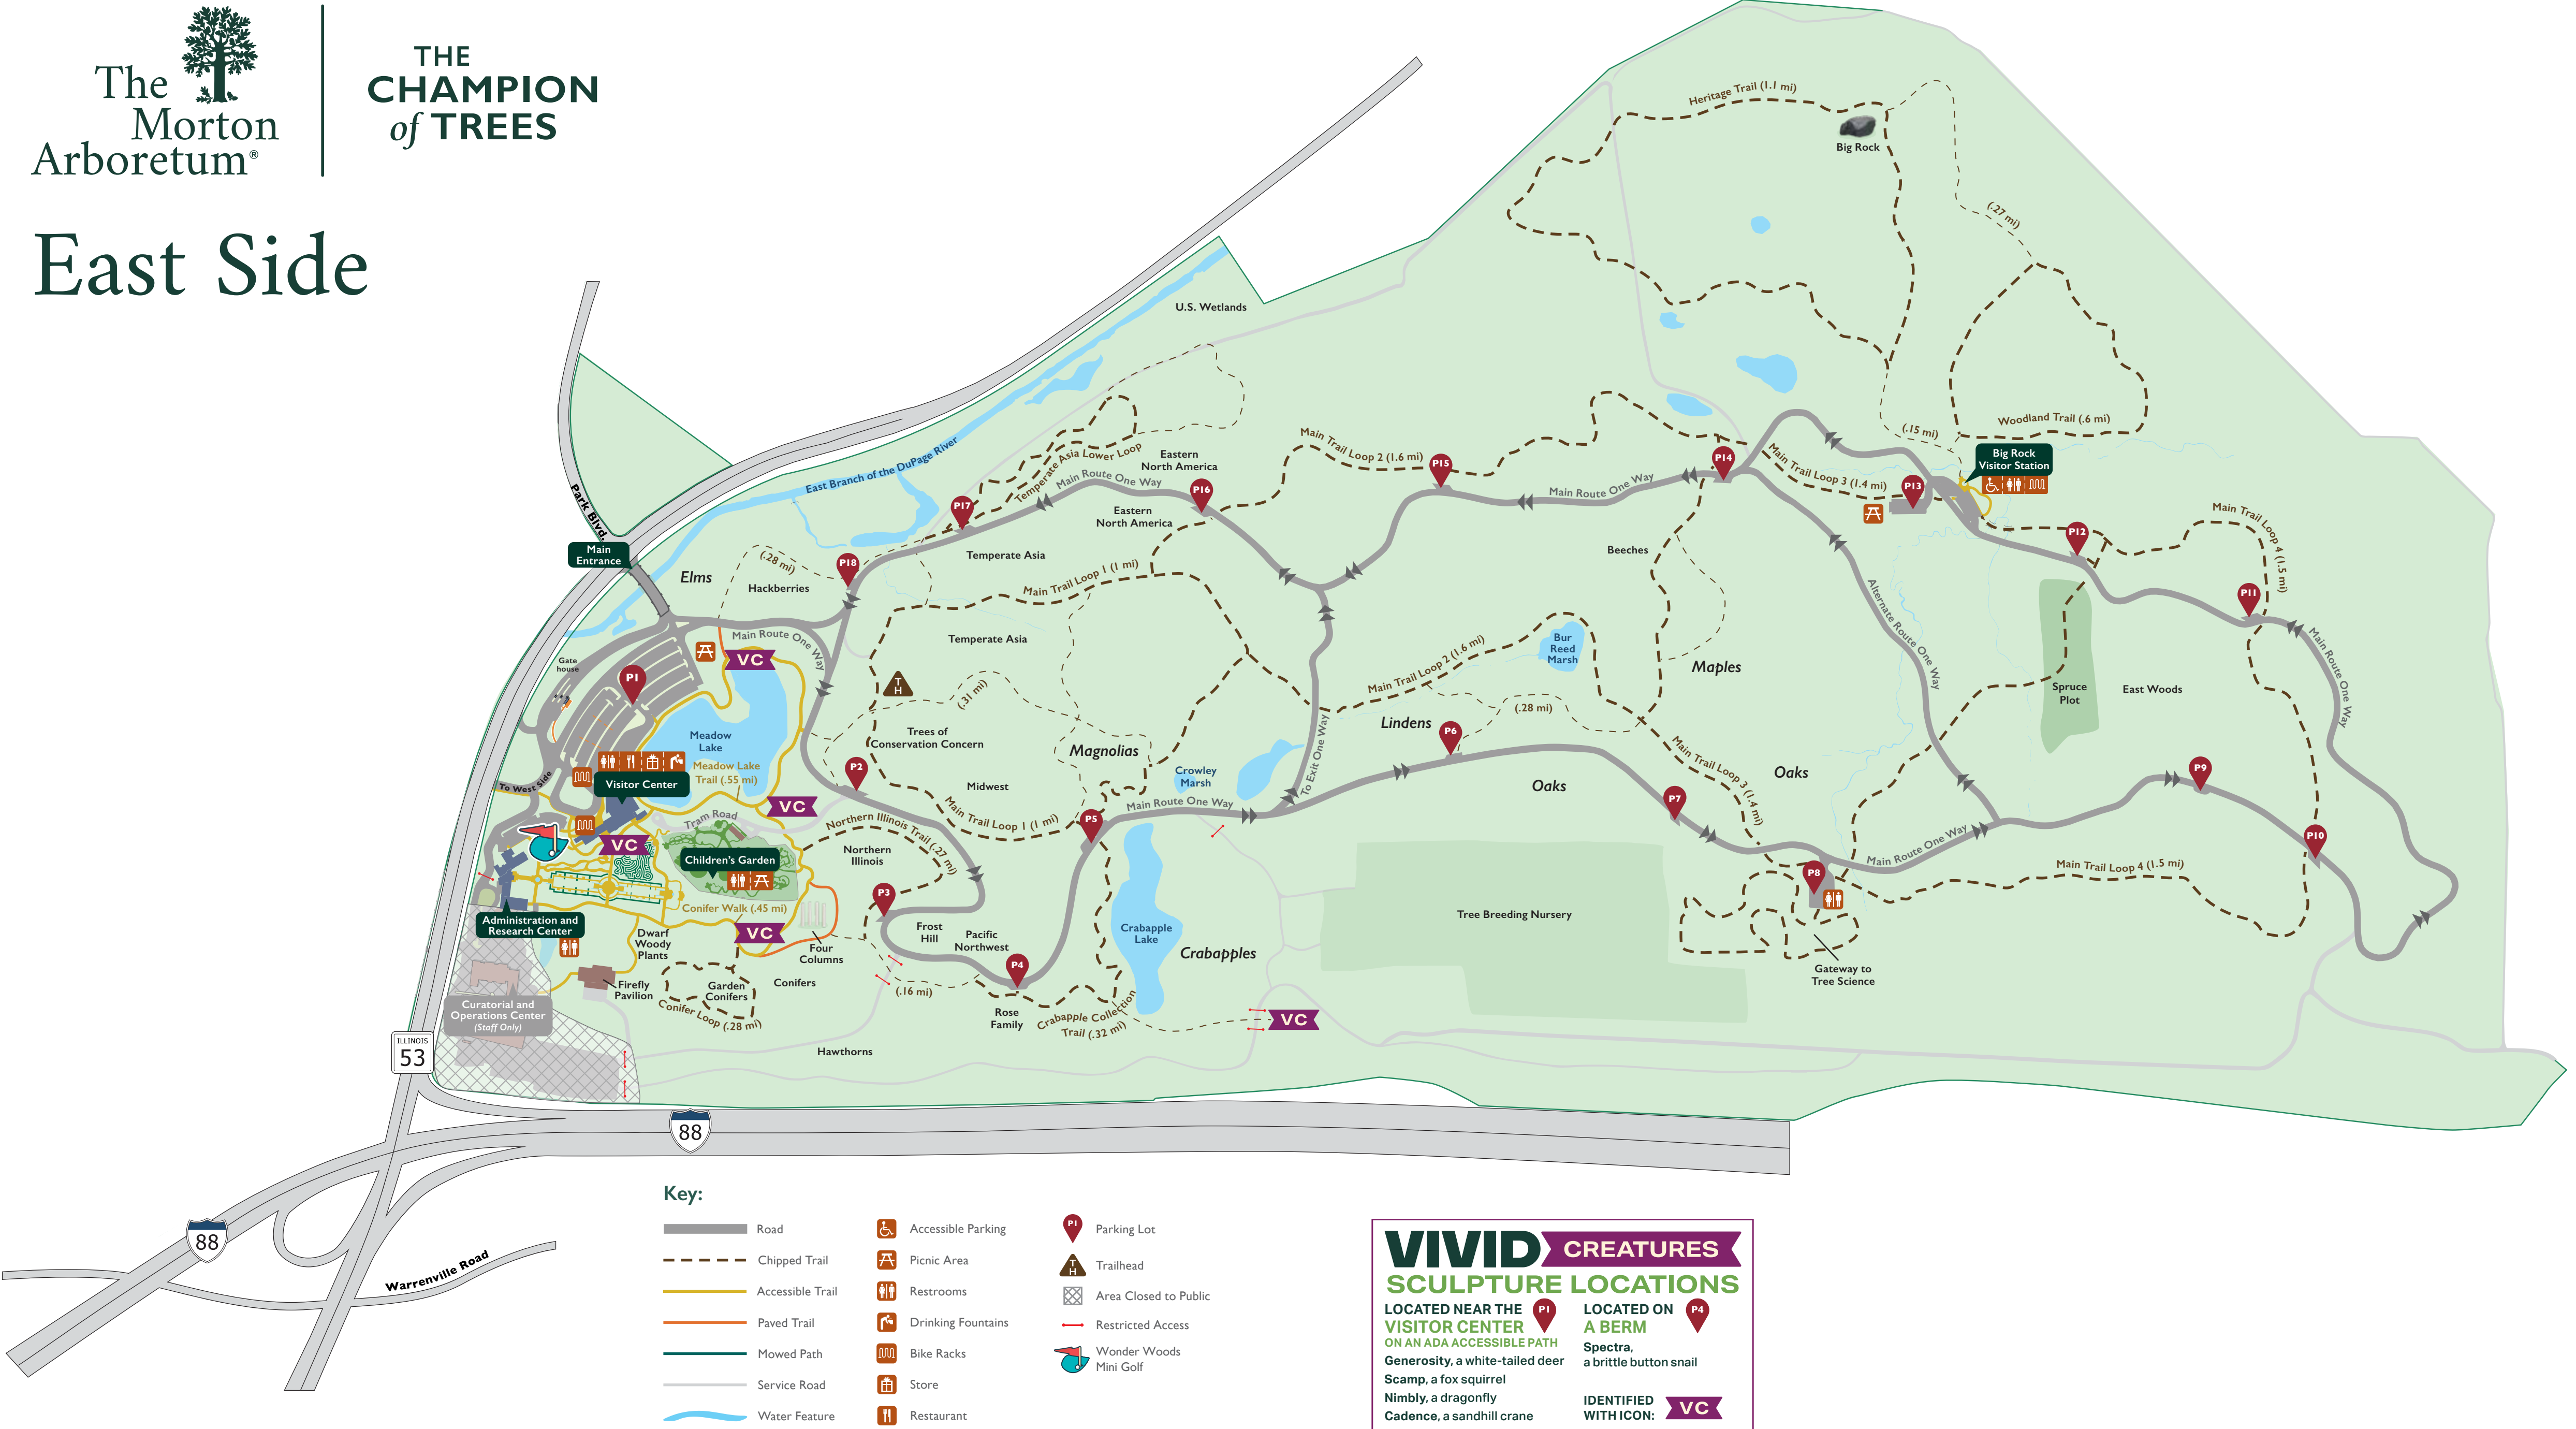 The
Morton
Arboretum®
THE
CHAMPION
of TREES
East Side
Heritage Trail (1.1 mi)
Big Rock
(.27 mi)
U.S. Wetlands
Woodland Trail (.6 mi)
(.15 mi)
Big Rock
Visitor Station
Main Trail Loop 3 (1.4 mi)
P13
P14
Main Trail Loop 2 (1.6 mi)
P15
Main Route One Way
Eastern
North America
P16
Temperate Asia Lower Loop
Main Route One Way
Eastern
North America
P17
East Branch of the DuPage River
Park Blvd.
Main
Entrance
Elms
(.28 mi)
Hackberries
P18
Temperate Asia
Main Trail Loop 1 (1 mi)
Temperate Asia
Main Trail Loop 4 (1.5 mi)
P12
P11
Beeches
Alternate Route One Way
Main Route One Way
Maples
Spruce
Plot
East Woods
Bur
Reed
Marsh
Main Trail Loop 2 (1.6 mi)
(.28 mi)
Lindens
P6
Main Route One Way
VC
Gate
house
P1
Meadow
Lake
Meadow Lake
Trail (.55 mi)
Visitor Center
To West Side
T
H
(.31 mi)
Trees of
Conservation Concern
Magnolias
P2
Midwest
Main Trail Loop 1 (1 mi)
P5
Crowley
Marsh
Main Route One Way
To Exit One Way
Oaks
Oaks
Main Trail Loop 3 (1.4 mi)
P7
P9
P10
Main Route One Way
Main Trail Loop 4 (1.5 mi)
P8
Gateway to
Tree Science
Tree Breeding Nursery
VC
Tram Road
VC
Children's Garden
Northern Illinois Trail (.27 mi)
Northern
Illinois
P3
Conifer Walk (.45 mi)
VC
Administration and
Research Center
Dwarf
Woody
Plants
Four
Columns
Frost
Hill
Pacific
Northwest
P4
Crabapple
Lake
Crabapples
Firefly
Pavilion
Garden
Conifers
Conifers
Conifer Loop (.28 mi)
(.16 mi)
Rose
Family
Crabapple Collection
Trail (.32 mi)
VC
Curatorial and
Operations Center
(Staff Only)
Hawthorns
ILLINOIS
53
88
88
Warrenville Road
Key:
Road
Chipped Trail
Accessible Trail
Paved Trail
Mowed Path
Service Road
Water Feature
Accessible Parking
Picnic Area
Restrooms
Drinking Fountains
Bike Racks
Store
Restaurant
P1
Parking Lot
T
H
Trailhead
Area Closed to Public
Restricted Access
Wonder Woods
Mini Golf
VIVID CREATURES
SCULPTURE LOCATIONS
LOCATED NEAR THE P1
VISITOR CENTER
ON AN ADA ACCESSIBLE PATH
Generosity, a white-tailed deer
Scamp, a fox squirrel
Nimbly, a dragonfly
Cadence, a sandhill crane
LOCATED ON P4
A BERM
Spectra,
a brittle button snail
IDENTIFIED
WITH ICON: VC